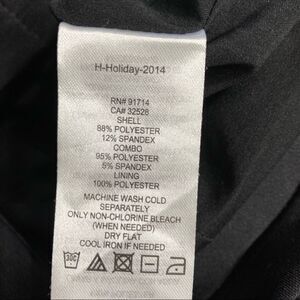 H-Holiday-2014
RN# 91714
CA# 32528
SHELL
88% POLYESTER
12% SPANDEX
COMBO
95% POLYESTER
5% SPANDEX
LINING
100% POLYESTER
MACHINE WASH COLD
SEPARATELY
ONLY NON-CHLORINE BLEACH
(WHEN NEEDED)
DRY FLAT
COOL IRON IF NEEDED